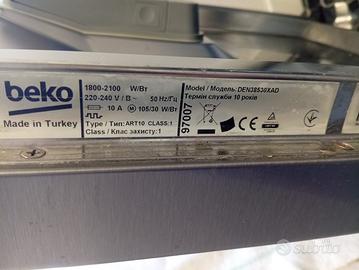 beko
Made in Turkey
1800-2100 W/Вт
220-240 V / В ~ 50 Hz/Гц
10 A M 105/30 W/Вт
Type / Тип: ART10 CLASS:1
Class / Клас захисту:1
Model / Модель: DEN38530XAD
Термін служби 10 років
97007
subito